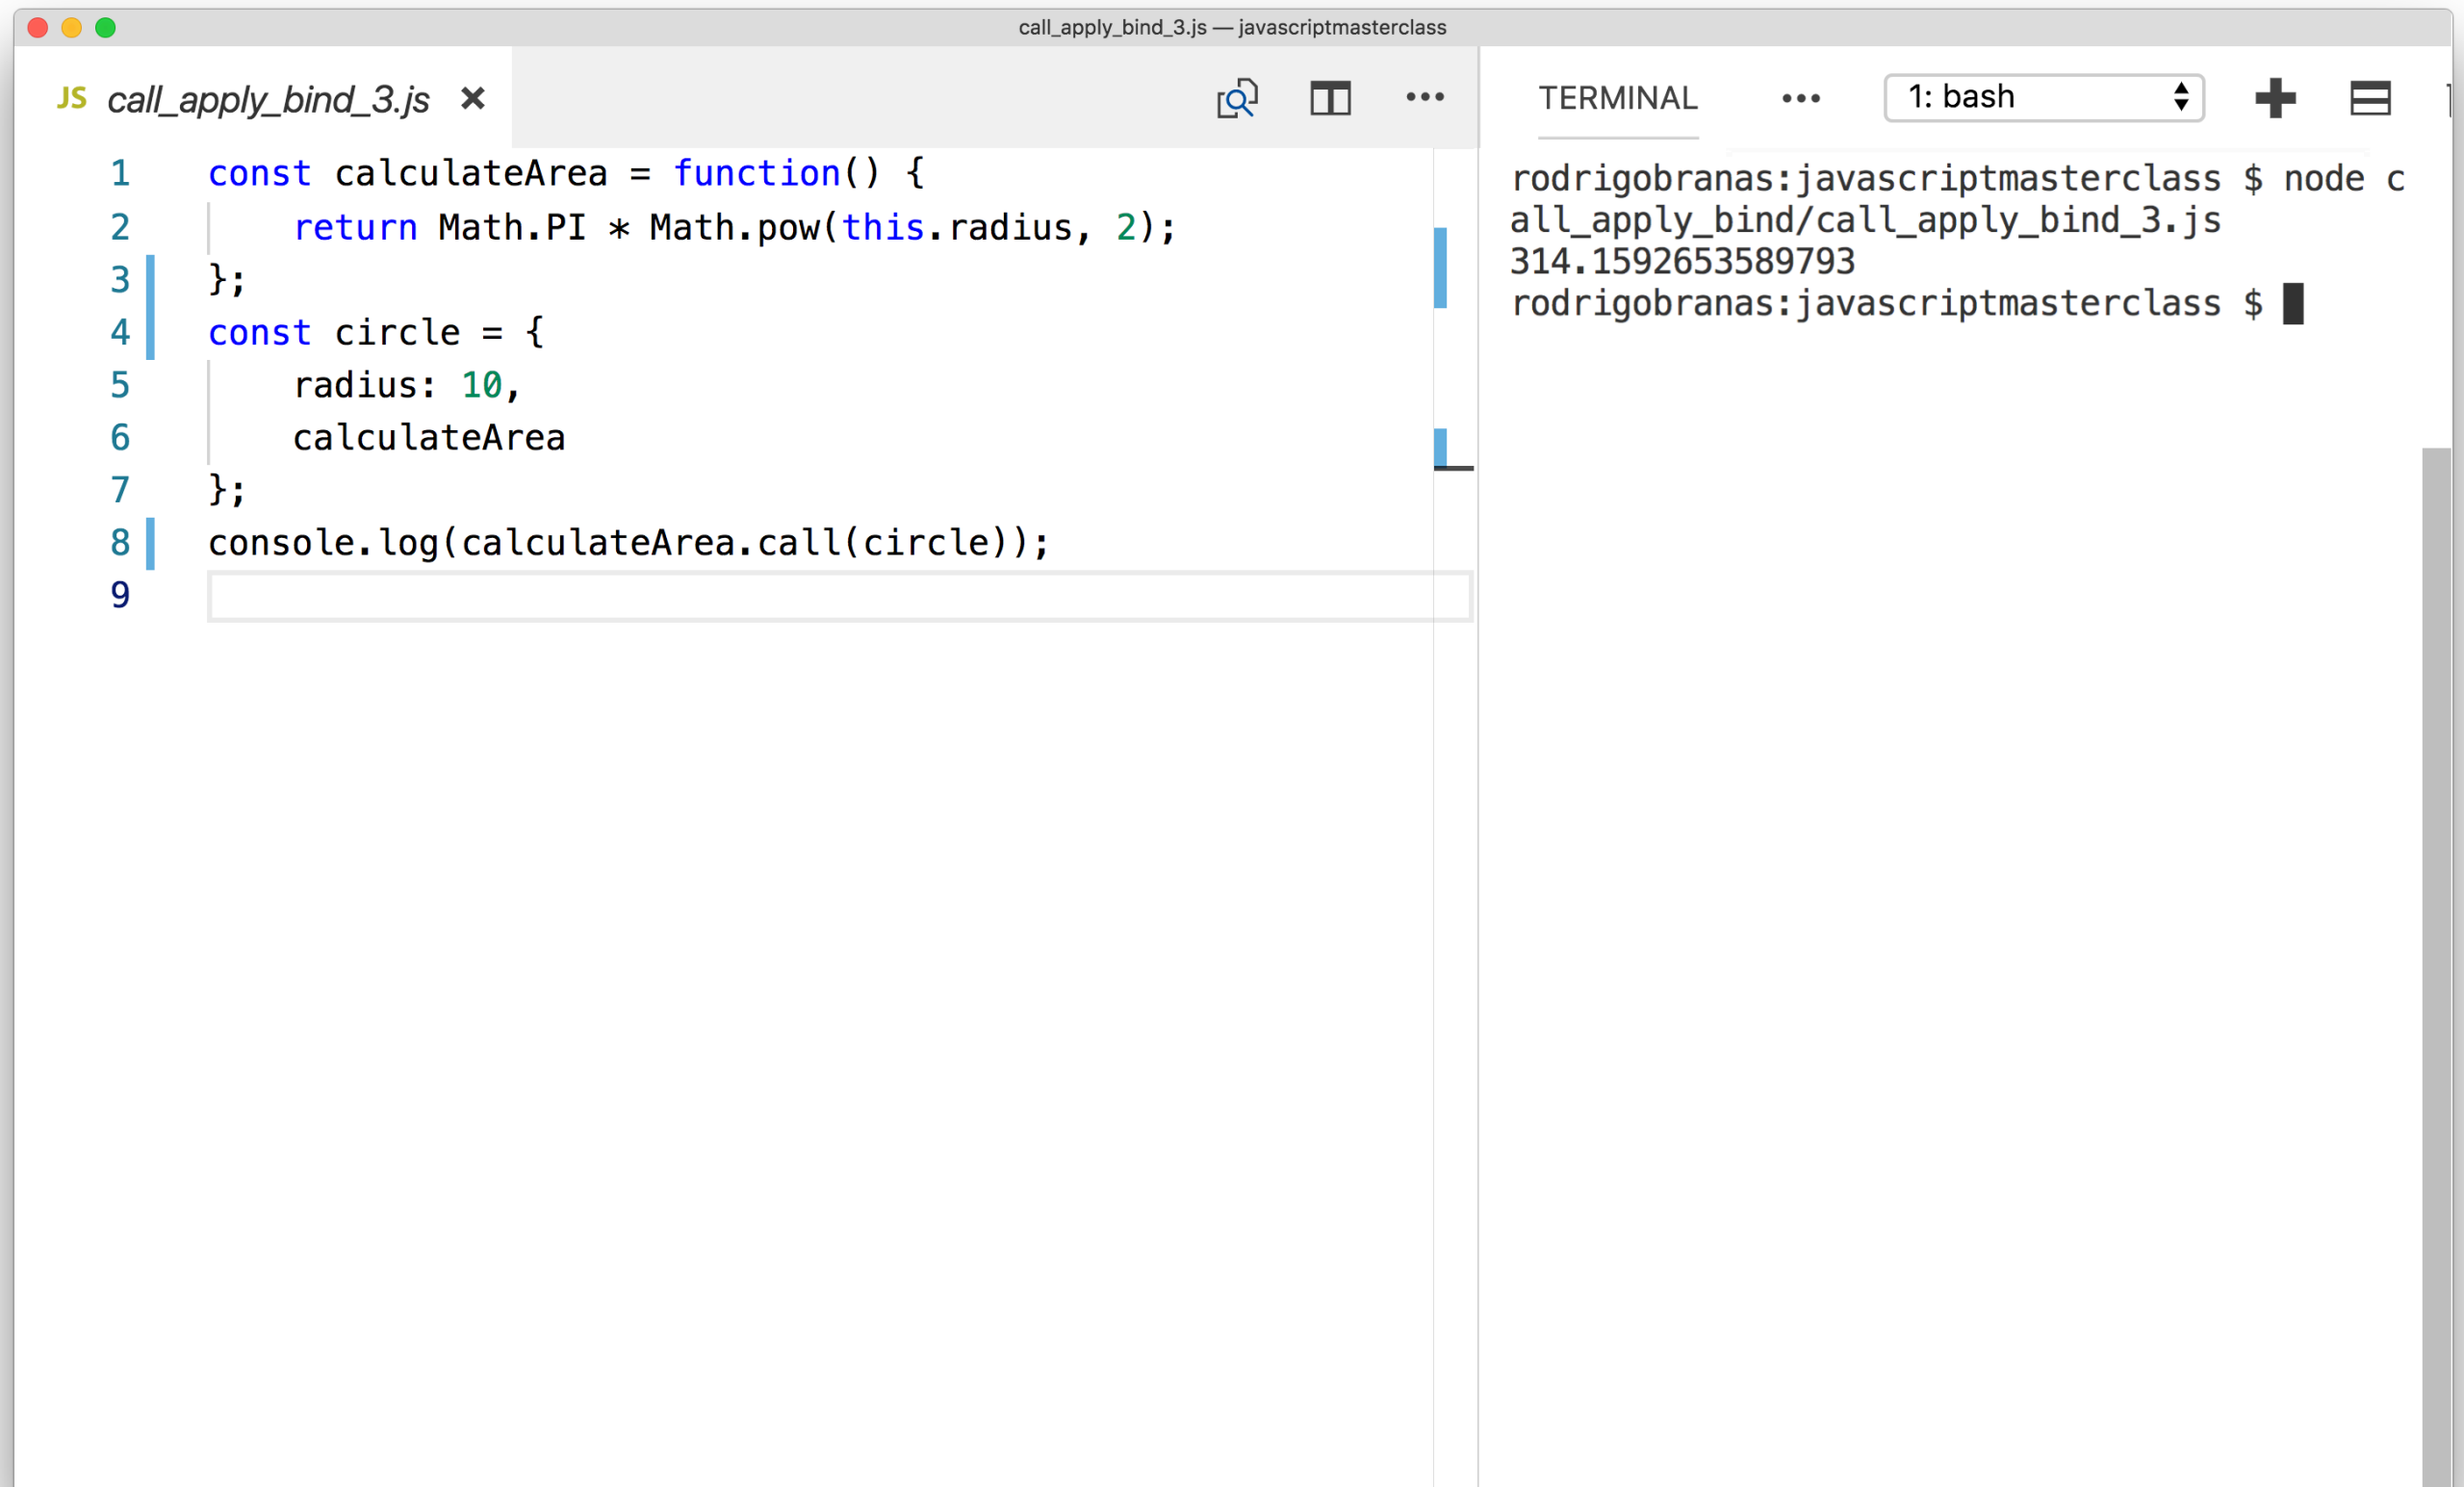 call_apply_bind_3.js — javascriptmasterclass
JS call_apply_bind_3.js
1 const calculateArea = function() {
2     return Math.PI * Math.pow(this.radius, 2);
3 };
4 const circle = {
5     radius: 10,
6     calculateArea
7 };
8 console.log(calculateArea.call(circle));
9
TERMINAL
1: bash
rodrigobranas:javascriptmasterclass $ node c
all_apply_bind/call_apply_bind_3.js
314.1592653589793
rodrigobranas:javascriptmasterclass $